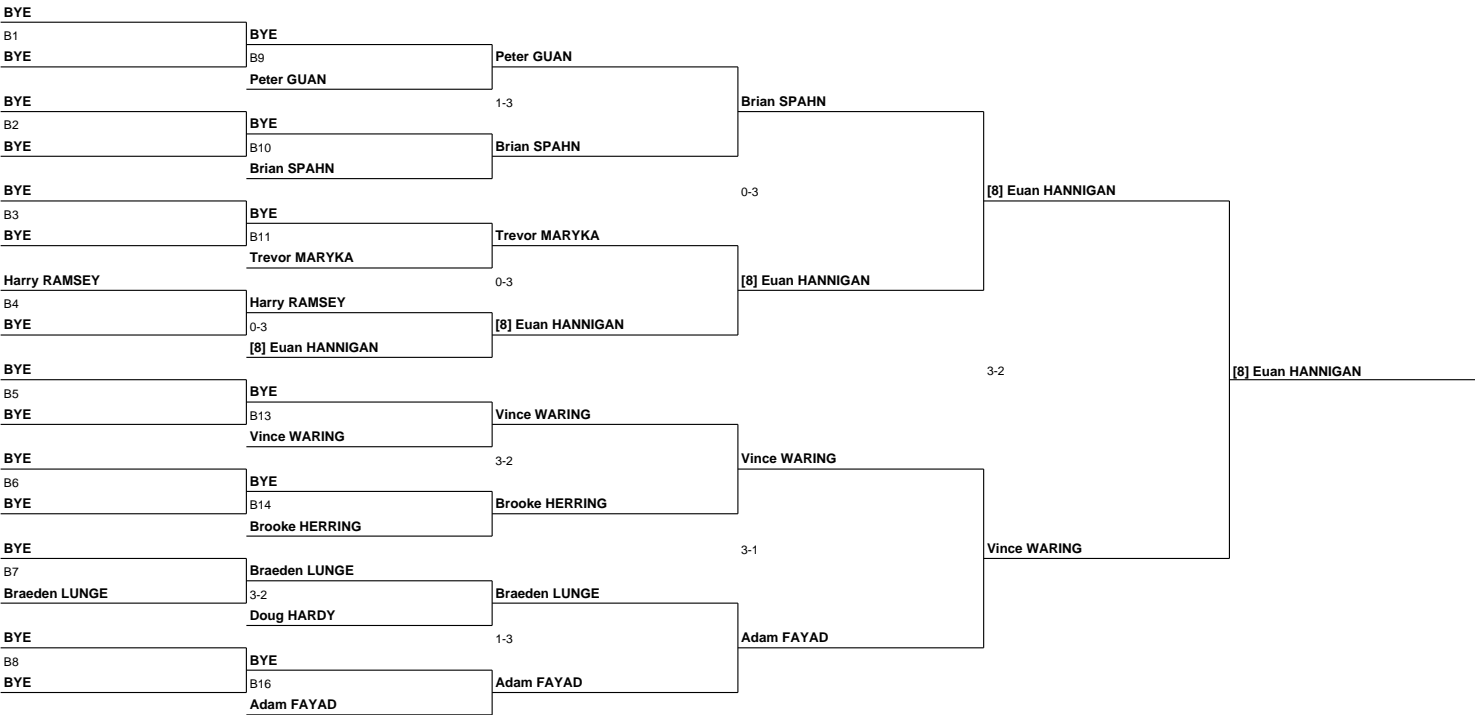 BYE
B1
BYE
BYE
B9
Peter GUAN
Peter GUAN
BYE
B2
BYE
1-3
Brian SPAHN
BYE
B10
Brian SPAHN
Brian SPAHN
BYE
B3
BYE
0-3
[8] Euan HANNIGAN
BYE
B11
Trevor MARYKA
Trevor MARYKA
Harry RAMSEY
B4
BYE
0-3
[8] Euan HANNIGAN
Harry RAMSEY
0-3
[8] Euan HANNIGAN
[8] Euan HANNIGAN
BYE
B5
BYE
3-2
[8] Euan HANNIGAN
BYE
B13
Vince WARING
Vince WARING
BYE
B6
BYE
3-2
Vince WARING
BYE
B14
Brooke HERRING
Brooke HERRING
BYE
B7
Braeden LUNGE
3-1
Vince WARING
Braeden LUNGE
3-2
Doug HARDY
Braeden LUNGE
BYE
B8
BYE
1-3
Adam FAYAD
BYE
B16
Adam FAYAD
Adam FAYAD